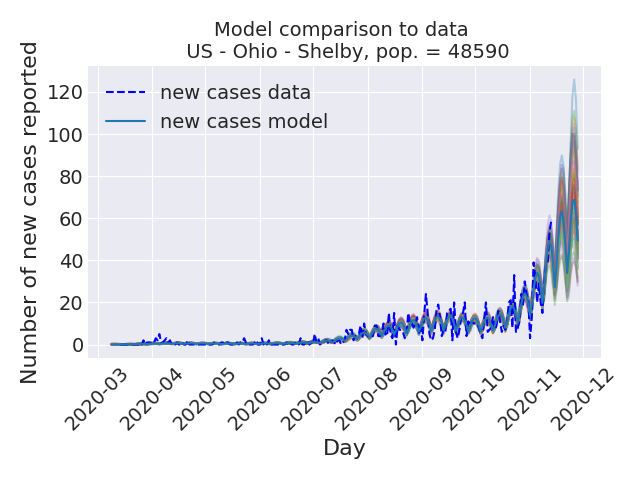 Model comparison to data
US - Ohio - Shelby, pop. = 48590
Number of new cases reported
120
100
80
60
40
20
0
new cases data
new cases model
2020-03
2020-04
2020-05
2020-06
2020-07
2020-08
2020-09
2020-10
2020-11
2020-12
Day